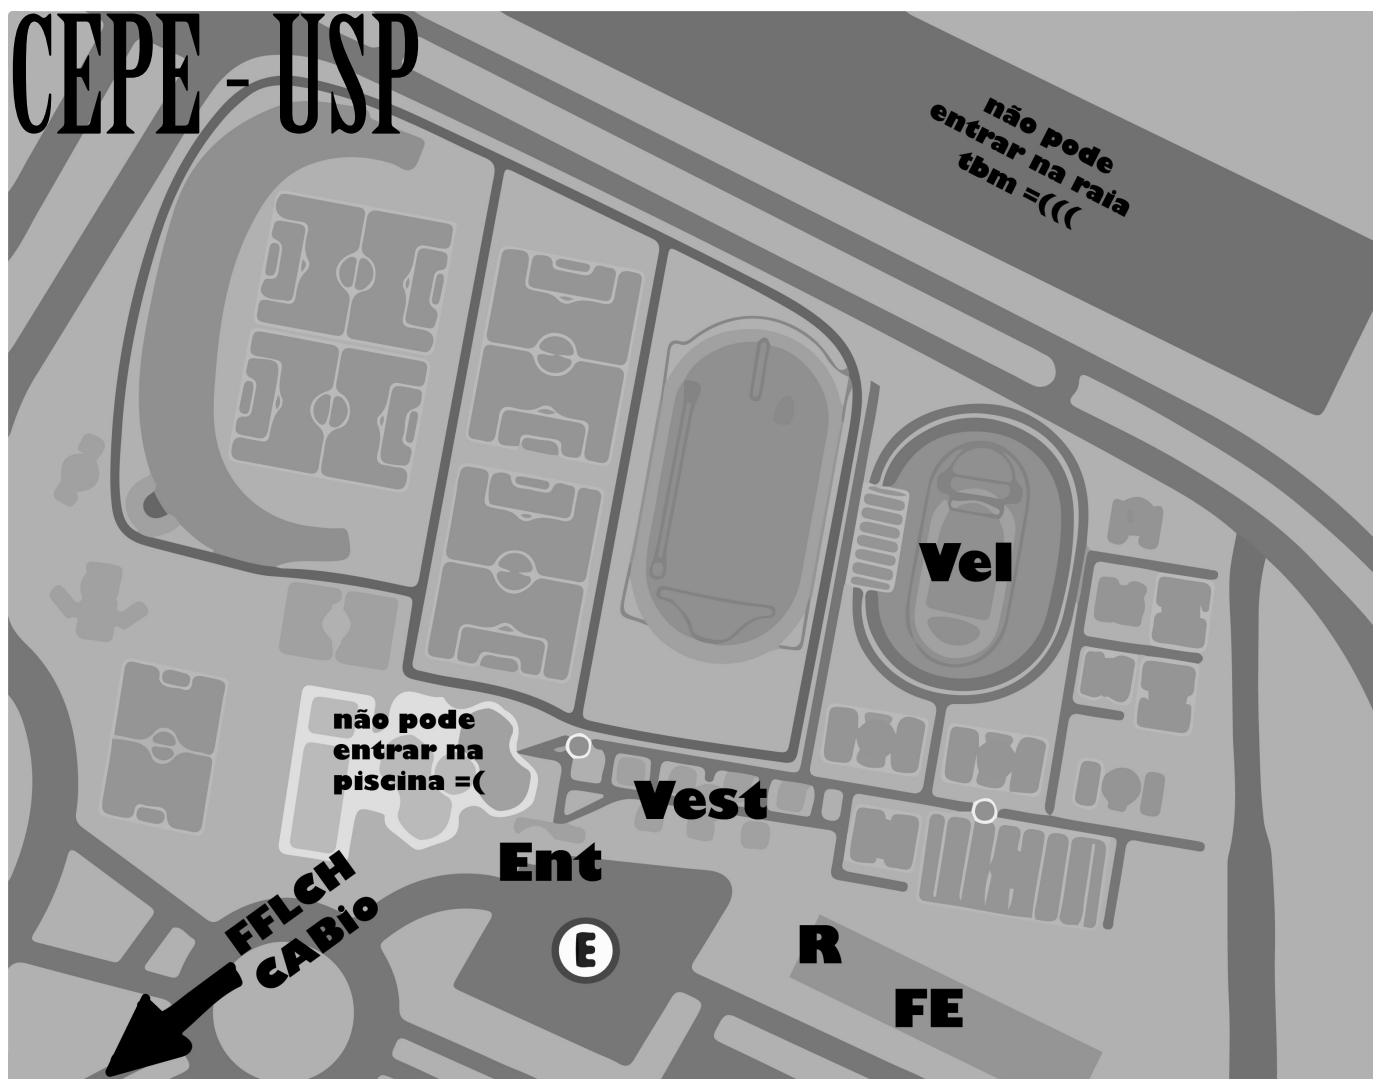 CEPE - USP
não pode
entrar na raia
tbm =(((
Vel
não pode
entrar na
piscina =(
Vest
Ent
FFLCH
CABio
E
R
FE